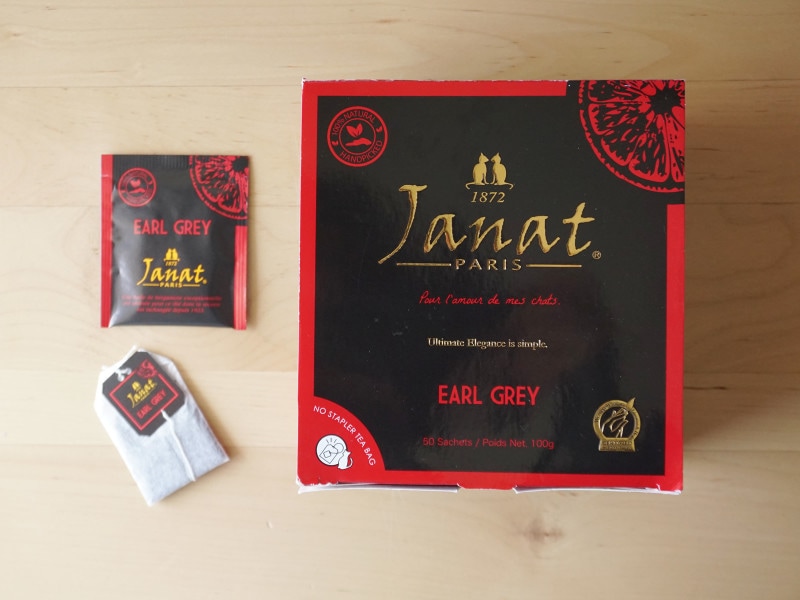 100% NATURAL
HANDPICKED
1872
Janat®
PARIS
Pour l'amour de mes chats.
Ultimate Elegance is simple.
EARL GREY
50 Sachets / Poids Net. 100g
NO STAPLER TEA BAG
EARL GREY
1872
Janat
PARIS
Janat
EARL GREY